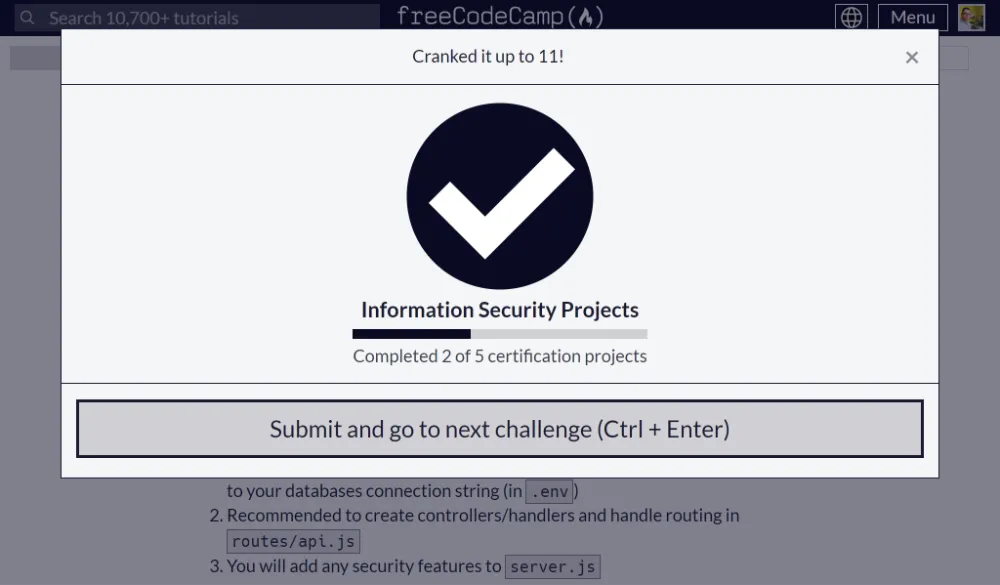 Search 10,700+ tutorials
freeCodeCamp(🔥)
Menu
Cranked it up to 11!
×
Information Security Projects
Completed 2 of 5 certification projects
Submit and go to next challenge (Ctrl + Enter)
to your databases connection string (in .env)
2. Recommended to create controllers/handlers and handle routing in
routes/api.js
3. You will add any security features to server.js